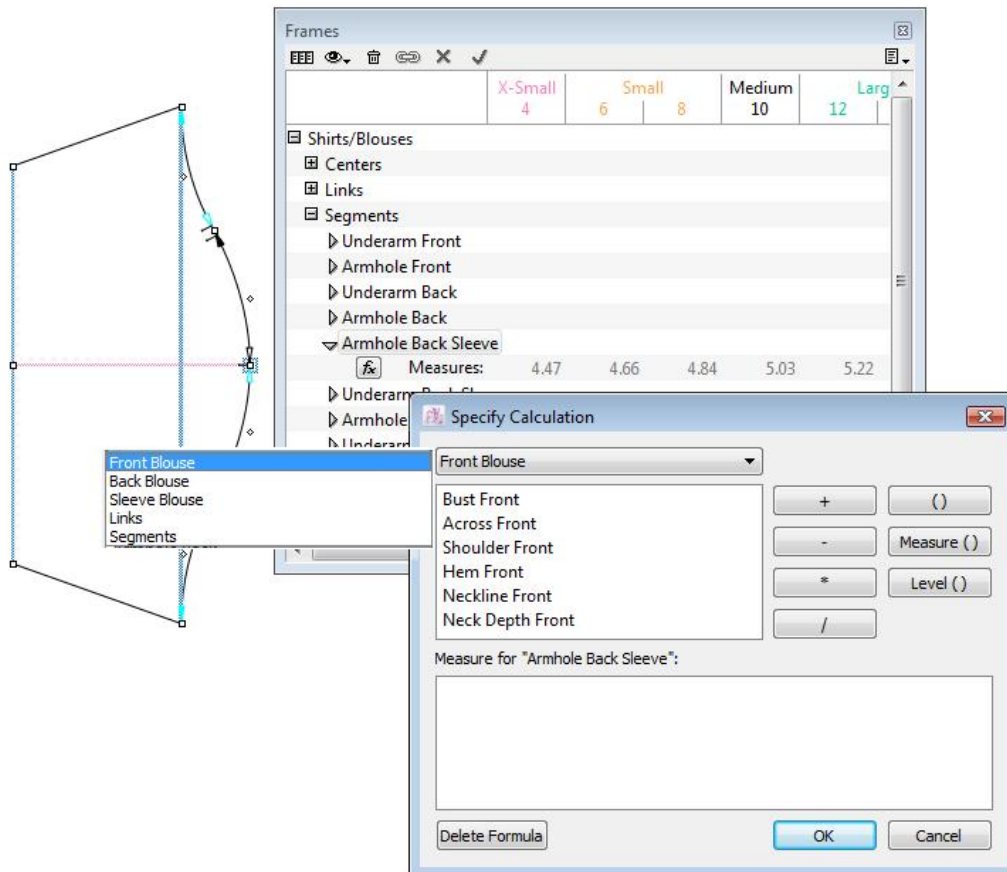 Frames
X-Small Small Medium Larg
4 6 8 10 12
Shirts/Blouses
Centers
Links
Segments
Underarm Front
Armhole Front
Underarm Back
Armhole Back
Armhole Back Sleeve
fx Measures: 4.47 4.66 4.84 5.03 5.22
Armhole
Specify Calculation
Front Blouse
Back Blouse
Sleeve Blouse
Links
Segments
Front Blouse
Bust Front
Across Front
Shoulder Front
Hem Front
Neckline Front
Neck Depth Front
+ ( )
- Measure ( )
* Level ( )
/
Measure for "Armhole Back Sleeve":
Delete Formula OK Cancel